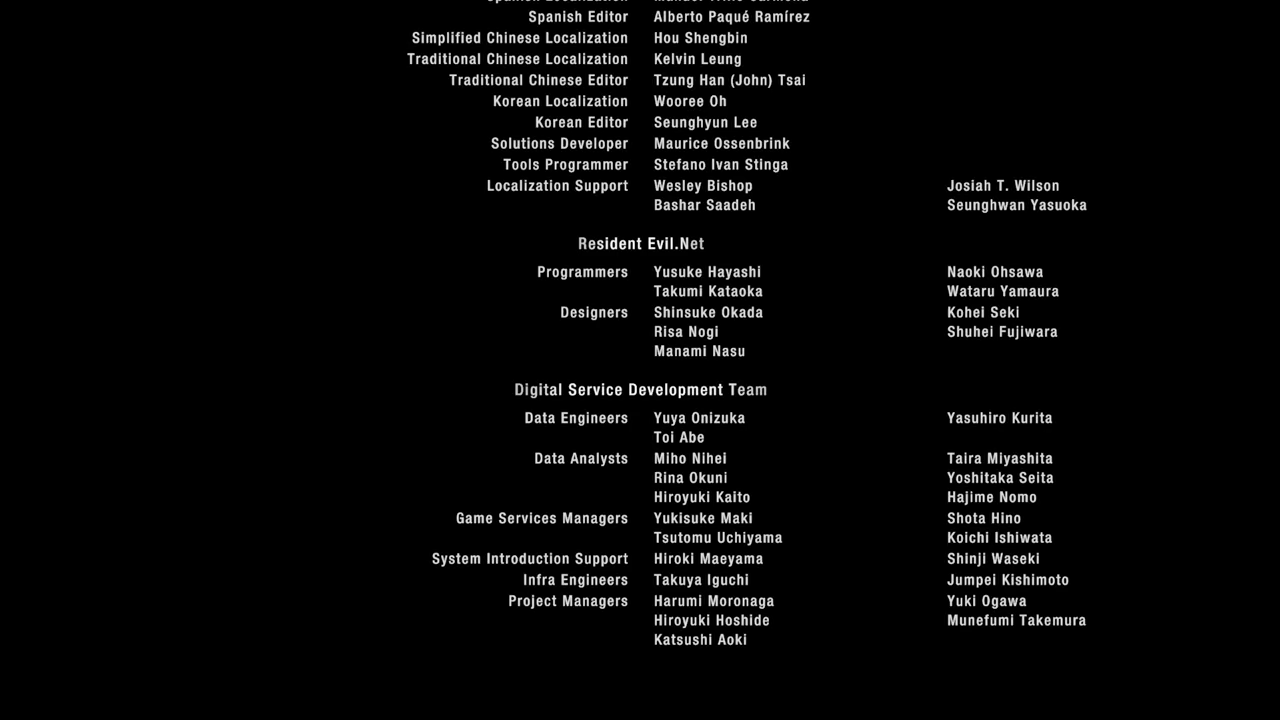 Spanish Editor Alberto Paqué Ramírez
Simplified Chinese Localization Hou Shengbin
Traditional Chinese Localization Kelvin Leung
Traditional Chinese Editor Tzung Han (John) Tsai
Korean Localization Wooree Oh
Korean Editor Seunghyun Lee
Solutions Developer Maurice Ossenbrink
Tools Programmer Stefano Ivan Stinga
Localization Support Wesley Bishop Josiah T. Wilson
Bashar Saadeh Seunghwan Yasuoka
Resident Evil.Net
Programmers Yusuke Hayashi Naoki Ohsawa
Takumi Kataoka Wataru Yamaura
Designers Shinsuke Okada Kohei Seki
Risa Nogi Shuhei Fujiwara
Manami Nasu
Digital Service Development Team
Data Engineers Yuya Onizuka Yasuhiro Kurita
Toi Abe
Data Analysts Miho Nihei Taira Miyashita
Rina Okuni Yoshitaka Seita
Hiroyuki Kaito Hajime Nomo
Game Services Managers Yukisuke Maki Shota Hino
Tsutomu Uchiyama Koichi Ishiwata
System Introduction Support Hiroki Maeyama Shinji Waseki
Infra Engineers Takuya Iguchi Jumpei Kishimoto
Project Managers Harumi Moronaga Yuki Ogawa
Hiroyuki Hoshide Munefumi Takemura
Katsushi Aoki